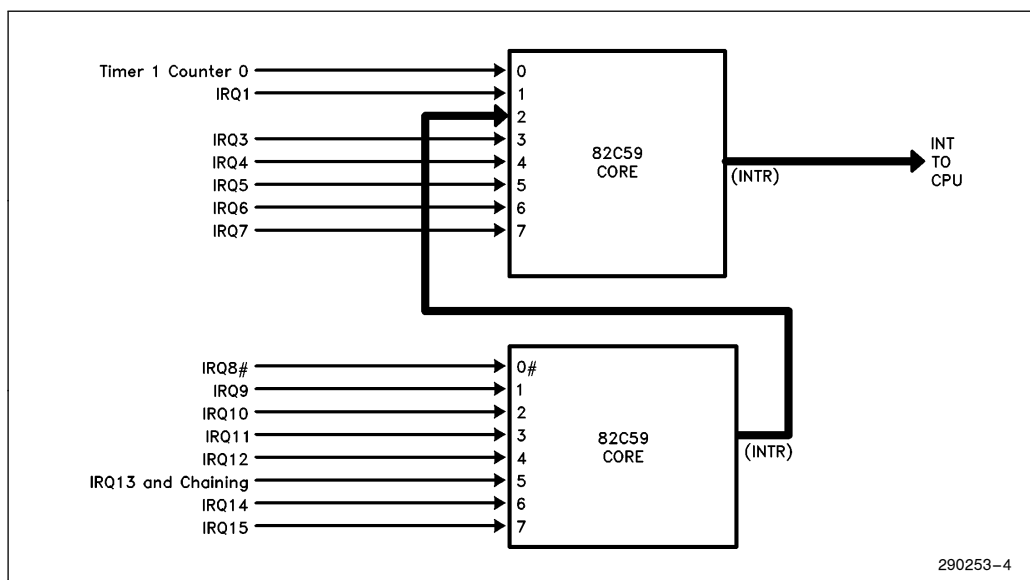 Timer 1 Counter 0
IRQ1
IRQ3
IRQ4
IRQ5
IRQ6
IRQ7
0
1
2
3
4
5
6
7
82C59
CORE
(INTR)
INT
TO
CPU
IRQ8#
IRQ9
IRQ10
IRQ11
IRQ12
IRQ13 and Chaining
IRQ14
IRQ15
0#
1
2
3
4
5
6
7
82C59
CORE
(INTR)
290253-4